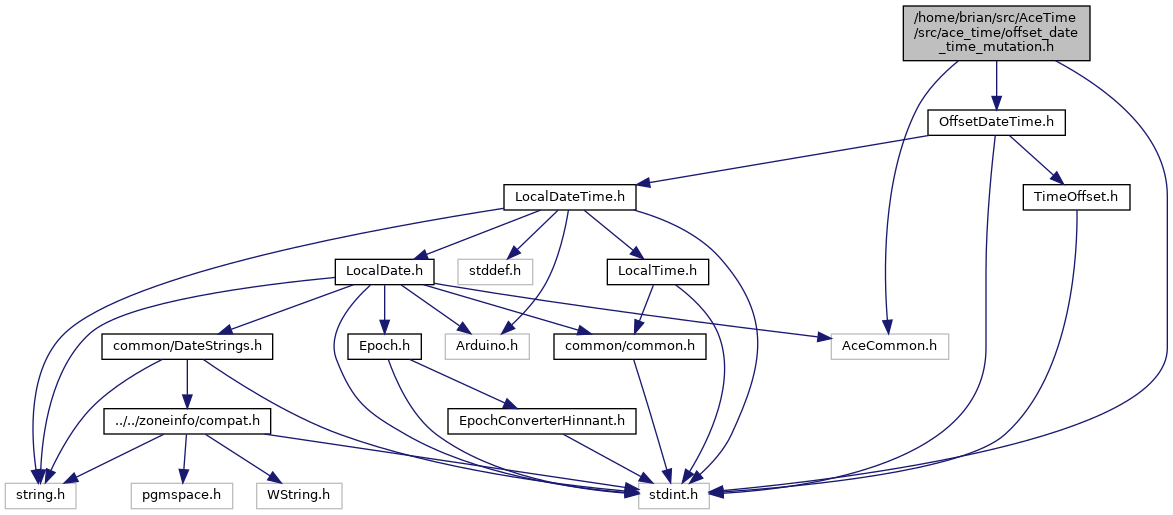 /home/brian/src/AceTime
/src/ace_time/offset_date
_time_mutation.h
OffsetDateTime.h
LocalDateTime.h
TimeOffset.h
LocalDate.h
stddef.h
LocalTime.h
common/DateStrings.h
Epoch.h
Arduino.h
common/common.h
AceCommon.h
../../zoneinfo/compat.h
EpochConverterHinnant.h
string.h
pgmspace.h
WString.h
stdint.h